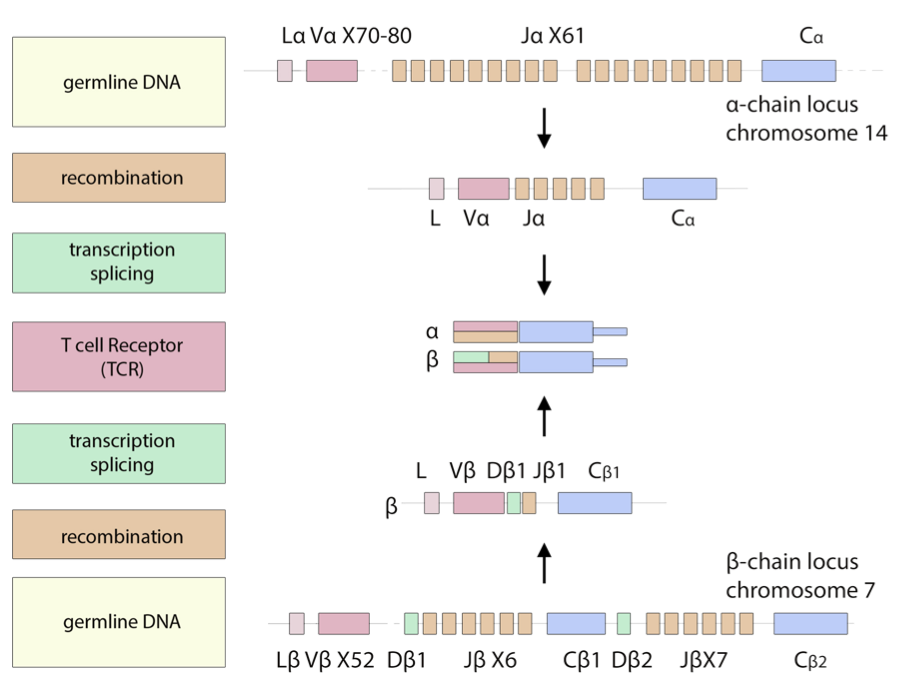 Lα Vα X70-80 Jα X61 Cα
germline DNA
α-chain locus
chromosome 14
recombination
L Vα Jα Cα
transcription
splicing
α
T cell Receptor
(TCR)
β
transcription
splicing
L Vβ Dβ1 Jβ1 Cβ1
β
recombination
β-chain locus
chromosome 7
germline DNA
Lβ Vβ X52 Dβ1 Jβ X6 Cβ1 Dβ2 JβX7 Cβ2